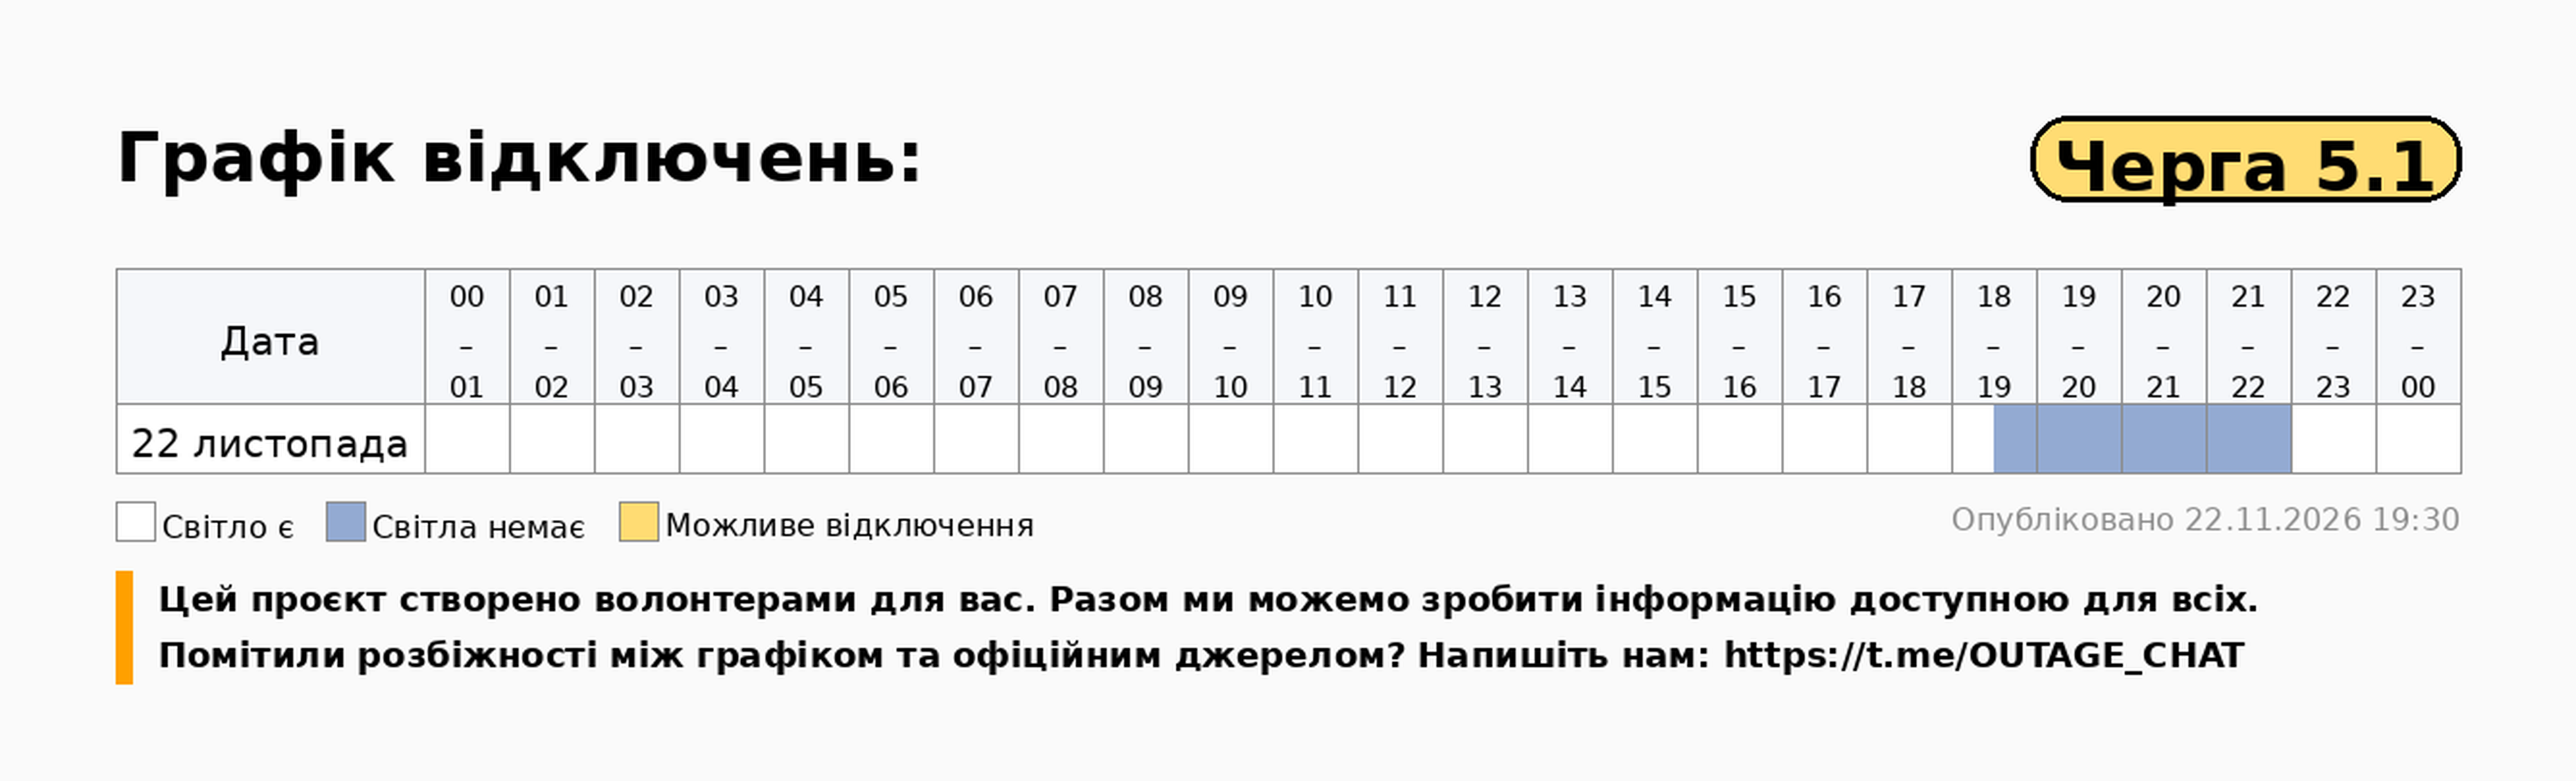 Графік відключень:
Черга 5.1
Дата 00 – 01 01 – 02 02 – 03 03 – 04 04 – 05 05 – 06 06 – 07 07 – 08 08 – 09 09 – 10 10 – 11 11 – 12 12 – 13 13 – 14 14 – 15 15 – 16 16 – 17 17 – 18 18 – 19 19 – 20 20 – 21 21 – 22 22 – 23 23 – 00
22 листопада
Світло є Світла немає Можливе відключення
Опубліковано 22.11.2026 19:30
Цей проєкт створено волонтерами для вас. Разом ми можемо зробити інформацію доступною для всіх.
Помітили розбіжності між графіком та офіційним джерелом? Напишіть нам: https://t.me/OUTAGE_CHAT